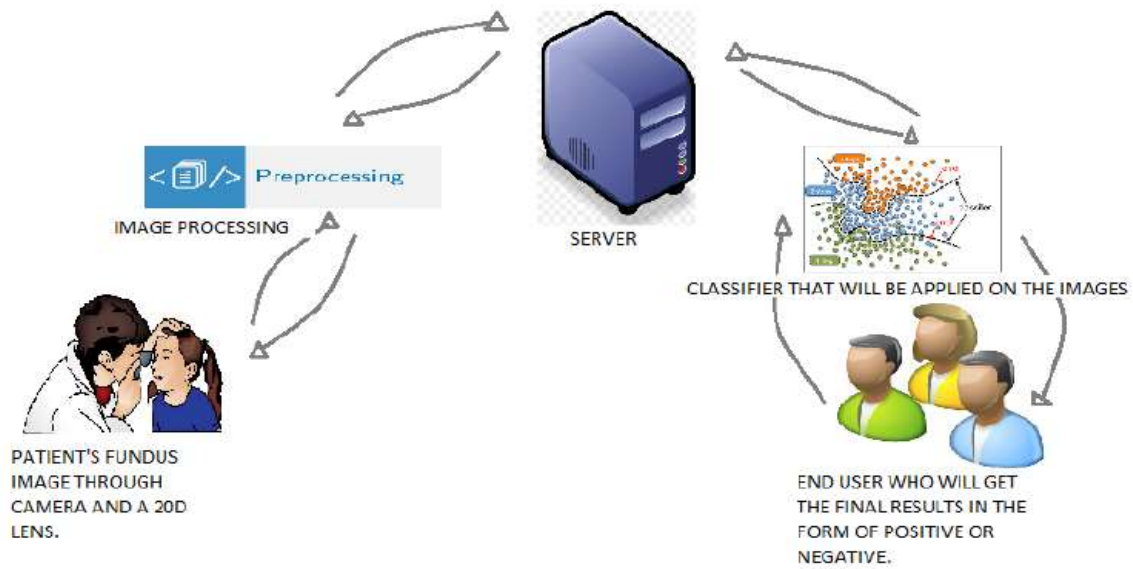 < /> Preprocessing
IMAGE PROCESSING
SERVER
CLASSIFIER THAT WILL BE APPLIED ON THE IMAGES
PATIENT'S FUNDUS
IMAGE THROUGH
CAMERA AND A 20D
LENS.
END USER WHO WILL GET
THE FINAL RESULTS IN THE
FORM OF POSITIVE OR
NEGATIVE.